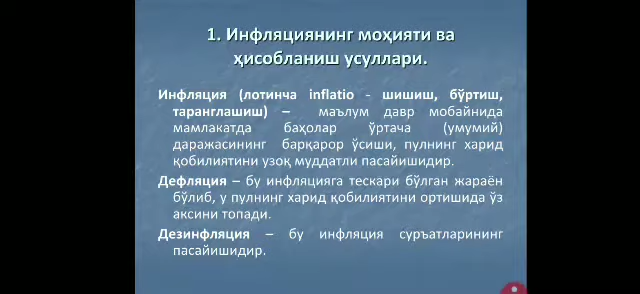 1. Инфляциянинг моҳияти ва
ҳисобланиш усуллари.
Инфляция (лотинча inflatio - шишиш, бўртиш,
таранглашиш) – маълум давр мобайнида
мамлакатда баҳолар ўртача (умумий)
даражасининг барқарор ўсиши, пулнинг харид
қобилиятини узоқ муддатли пасайишидир.
Дефляция – бу инфляцияга тескари бўлган жараён
бўлиб, у пулнинг харид қобилиятини ортишида ўз
аксини топади.
Дезинфляция – бу инфляция суръатларининг
пасайишидир.